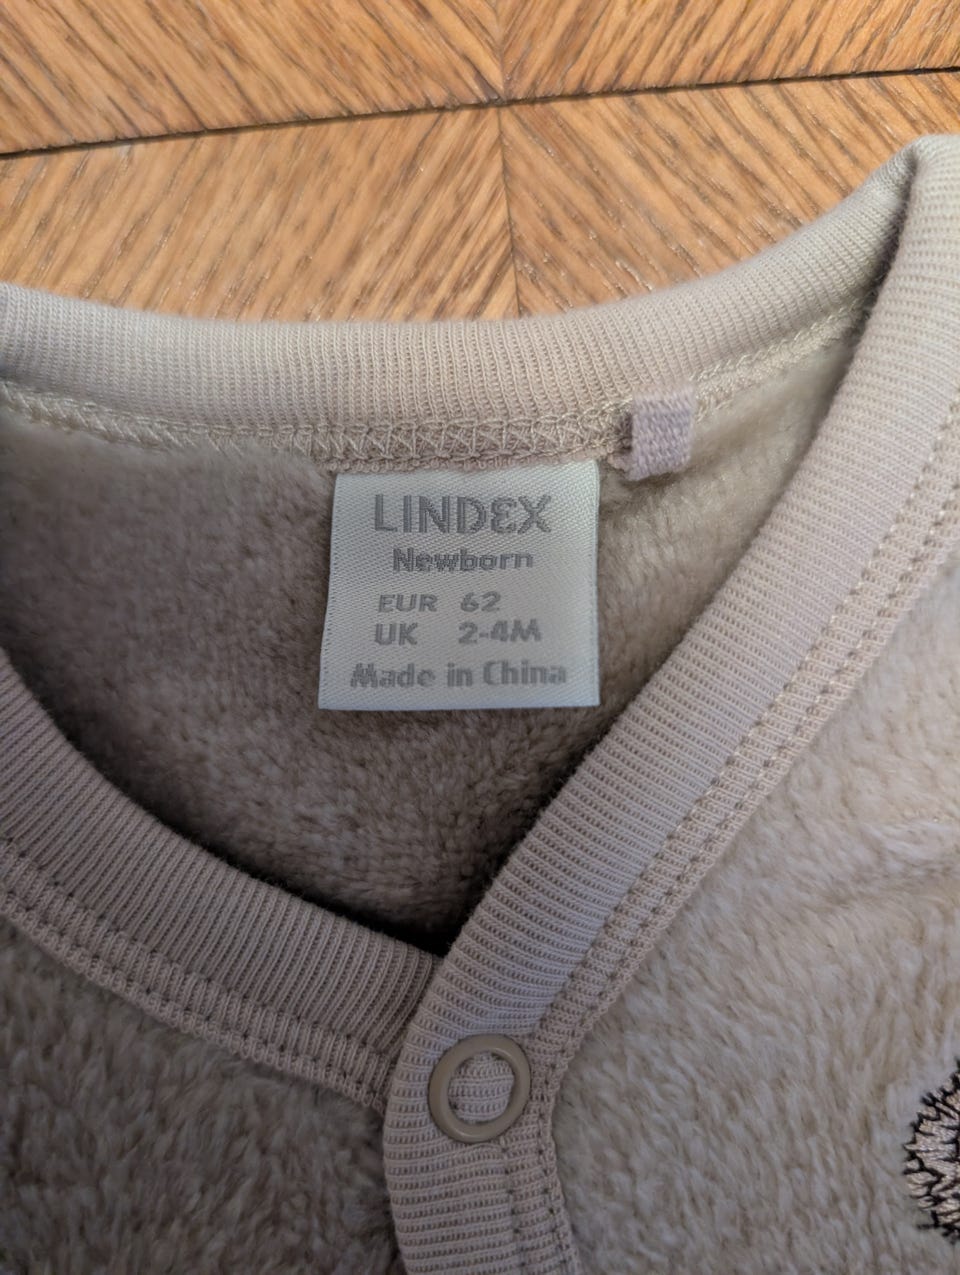 LINDEX
Newborn
EUR 62
UK 2-4M
Made in China